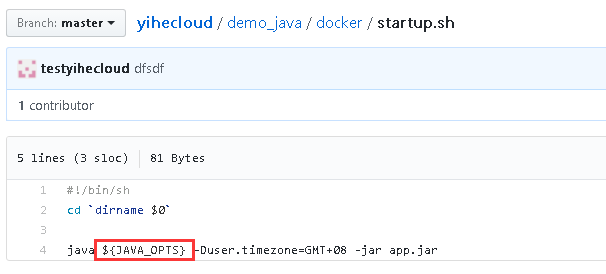 Branch: master
yihecloud / demo_java / docker / startup.sh
testyihecloud dfsdf
1 contributor
5 lines (3 sloc) 81 Bytes
1 #!/bin/sh
2 cd `dirname $0`
3
4 java ${JAVA_OPTS} -Duser.timezone=GMT+08 -jar app.jar